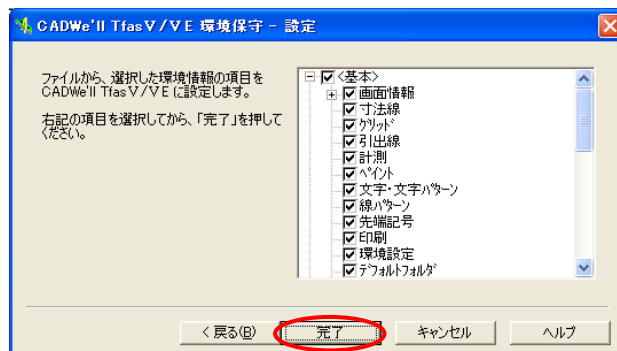 CADWe'll TfasⅤ/ⅤE 環境保守 - 設定
ファイルから、選択した環境情報の項目を
CADWe'll TfasⅤ/ⅤE に設定します。
右記の項目を選択してから、「完了」を押して
ください。
<基本>
画面情報
寸法線
グリッド
引出線
計測
ペイント
文字・文字パターン
線パターン
先端記号
印刷
環境設定
デフォルトフォルダ
< 戻る(B)
完了
キャンセル
ヘルプ